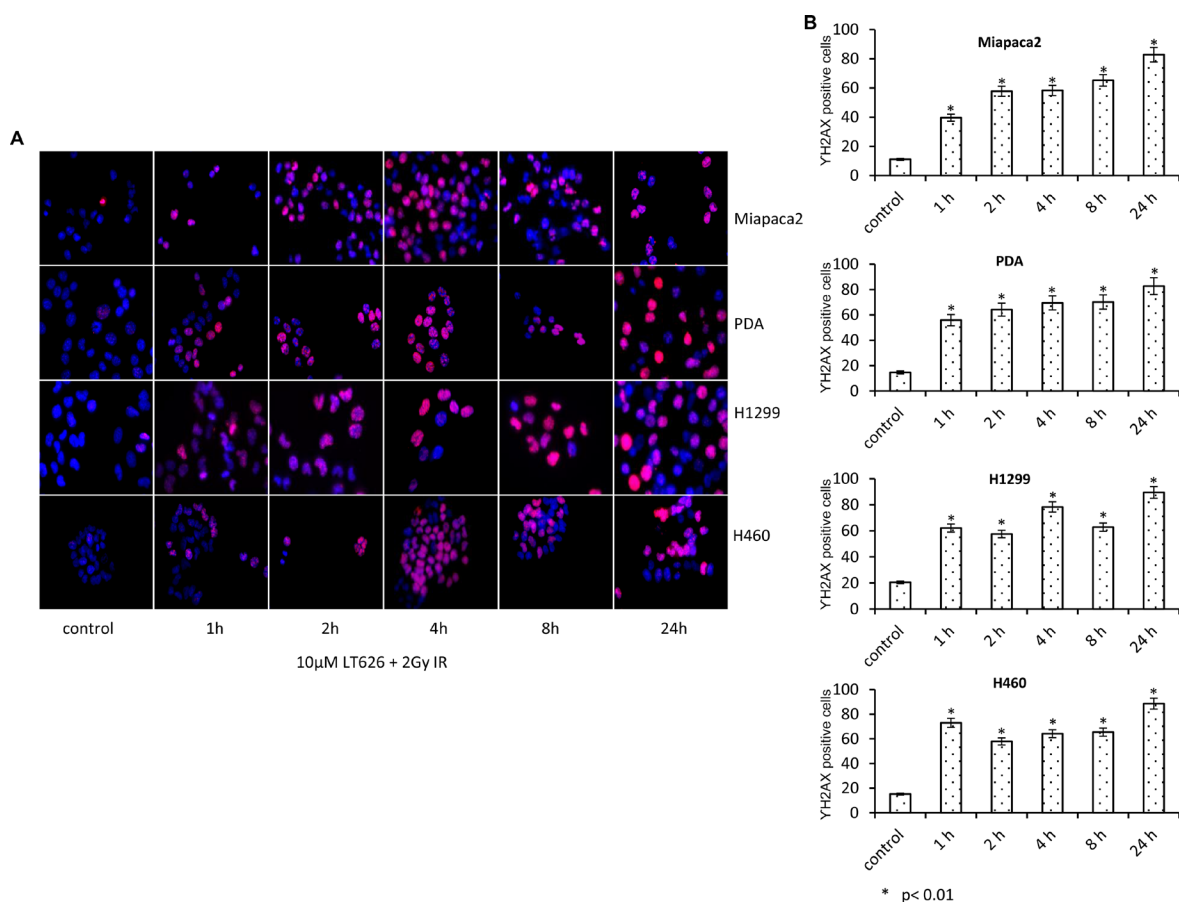 A
Miapaca2
PDA
H1299
H460
control 1h 2h 4h 8h 24h
10µM LT626 + 2Gy IR
B
Miapaca2
ϒH2AX positive cells
100
80
60
40
20
0
* * * * *
control 1 h 2 h 4 h 8 h 24 h
PDA
ϒH2AX positive cells
100
80
60
40
20
0
* * * * *
control 1 h 2 h 4 h 8 h 24 h
H1299
ϒH2AX positive cells
100
80
60
40
20
0
* * * * *
control 1 h 2 h 4 h 8 h 24 h
H460
ϒH2AX positive cells
100
80
60
40
20
0
* * * * *
control 1 h 2 h 4 h 8 h 24 h
* p< 0.01